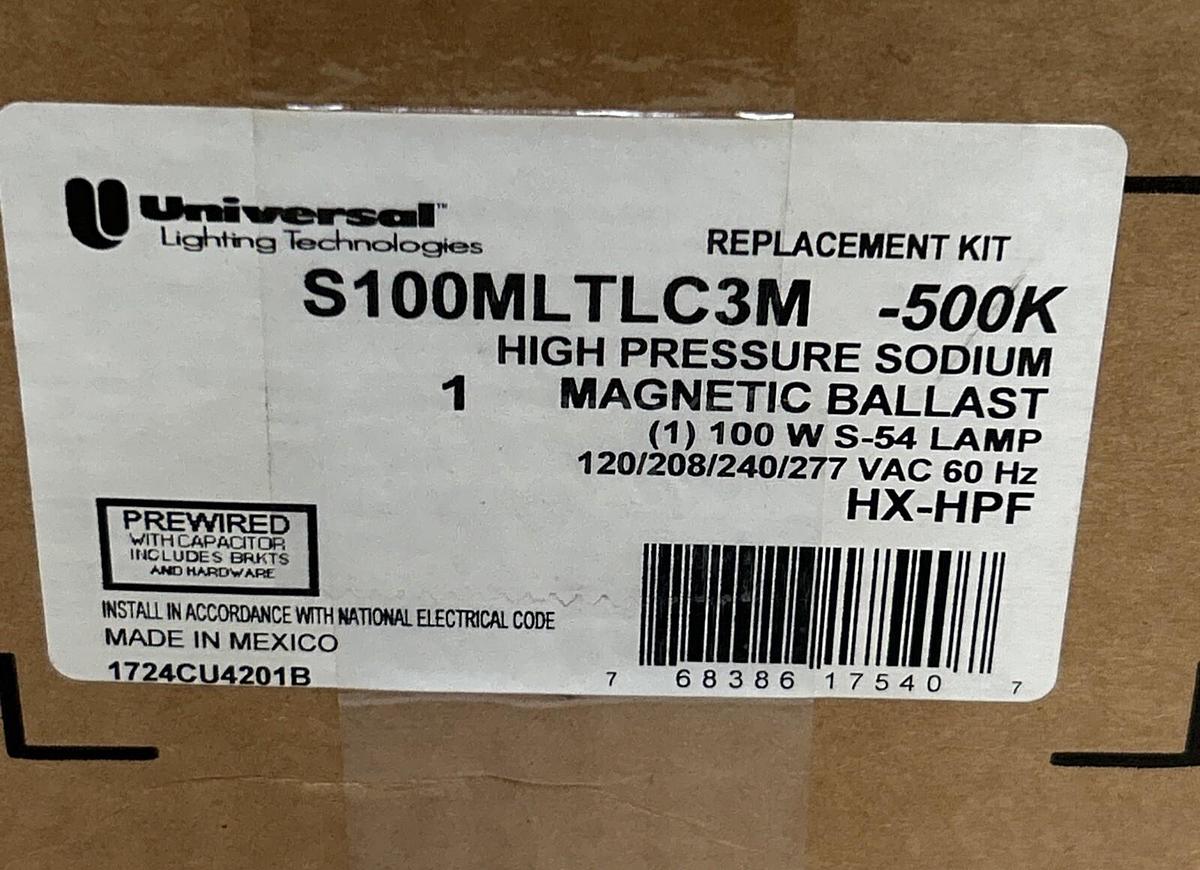 Universal™
Lighting Technologies
REPLACEMENT KIT
S100MLTLC3M -500K
HIGH PRESSURE SODIUM
1 MAGNETIC BALLAST
(1) 100 W S-54 LAMP
120/208/240/277 VAC 60 Hz
HX-HPF
PREWIRED
WITH CAPACITOR
INCLUDES BRKTS
AND HARDWARE
INSTALL IN ACCORDANCE WITH NATIONAL ELECTRICAL CODE
MADE IN MEXICO
1724CU4201B
7 68386 17540 7